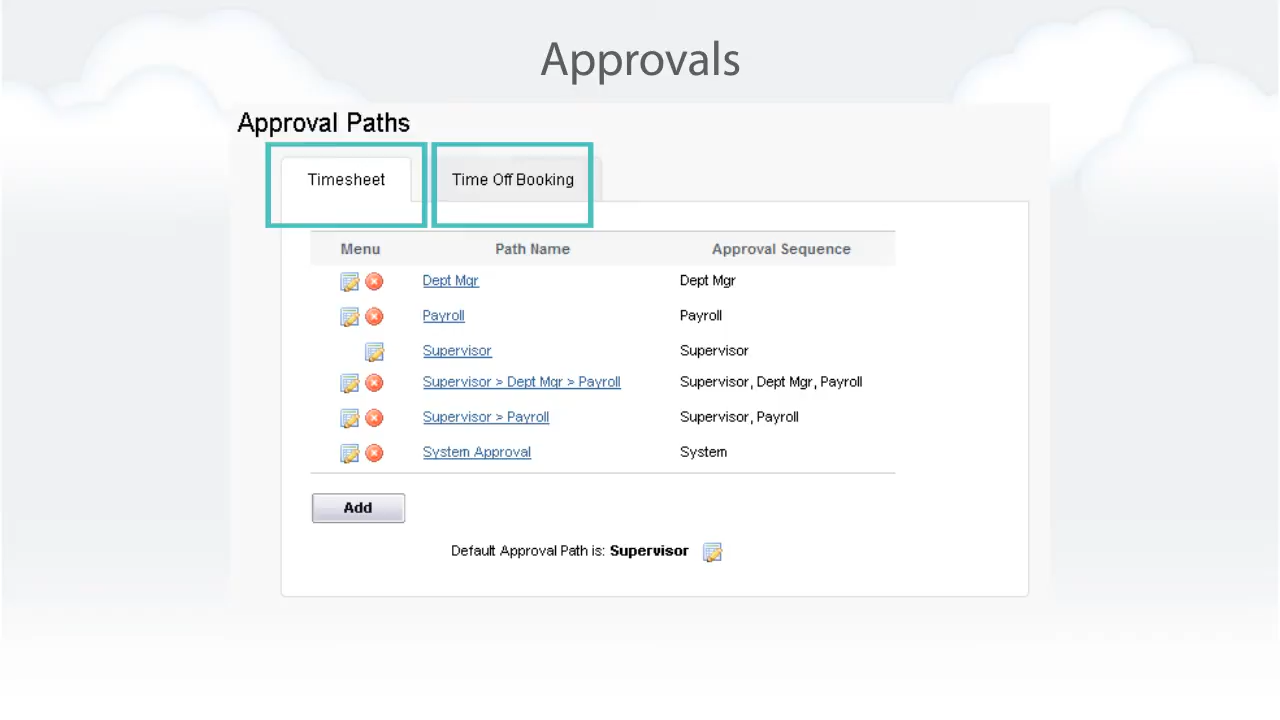 Approvals
Approval Paths
Timesheet Time Off Booking
Menu Path Name Approval Sequence
Dept Mgr Dept Mgr
Payroll Payroll
Supervisor Supervisor
Supervisor > Dept Mgr > Payroll Supervisor, Dept Mgr, Payroll
Supervisor > Payroll Supervisor, Payroll
System Approval System
Add
Default Approval Path is: Supervisor